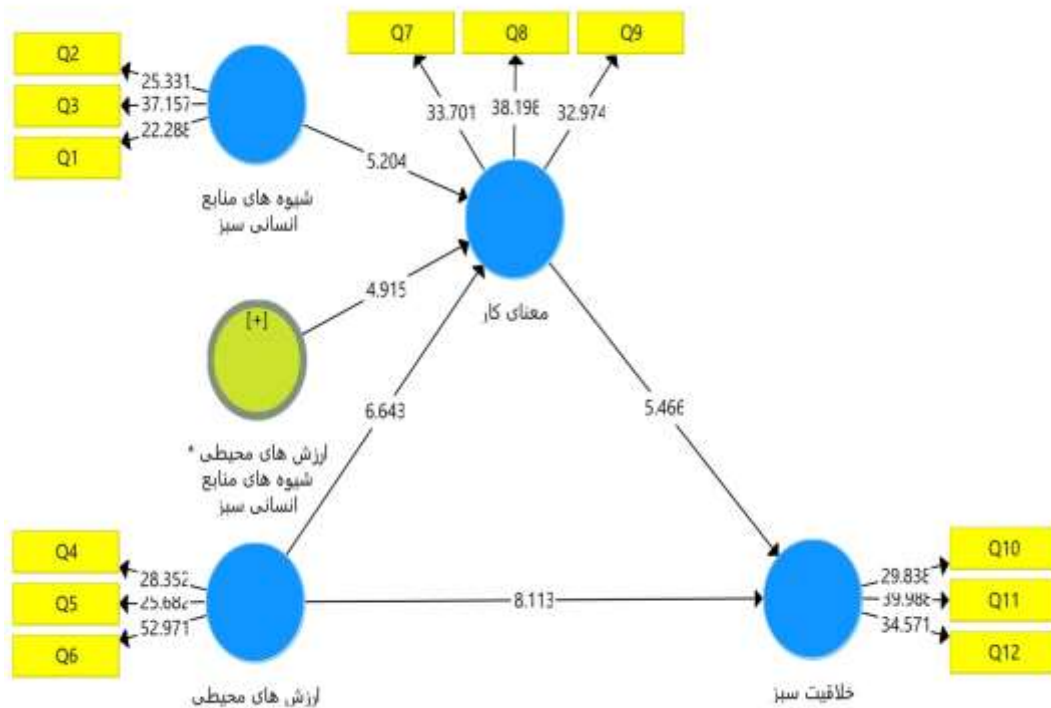 Q7
Q8
Q9
Q2
Q3
Q1
25.331
37.157
22.288
33.701
38.198
32.974
5.204
شیوه های منابع
انسانی سبز
معنای کار
4.915
[+]
6.643
5.466
ارزش های محیطی *
شیوه های منابع
انسانی سبز
Q4
Q5
Q6
28.352
25.682
52.971
8.113
29.838
39.988
34.571
Q10
Q11
Q12
ارزش های محیطی
خلاقیت سبز